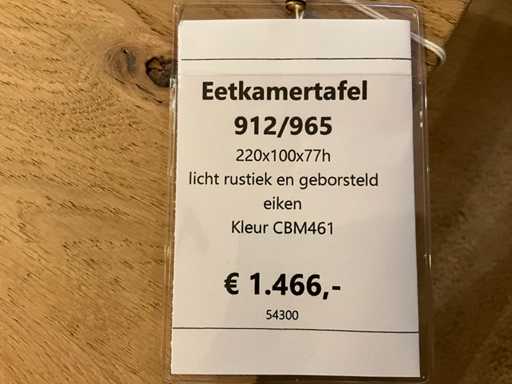 Eetkamertafel
912/965
220x100x77h
licht rustiek en geborsteld
eiken
Kleur CBM461
€ 1.466,-
54300